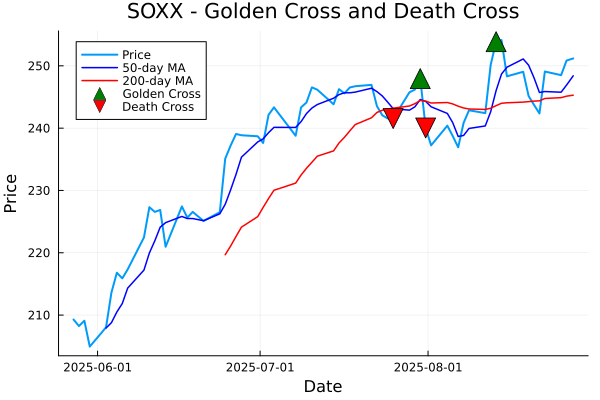 SOXX - Golden Cross and Death Cross
Price
50-day MA
200-day MA
Golden Cross
Death Cross
250
240
230
220
210
Price
2025-06-01
2025-07-01
2025-08-01
Date